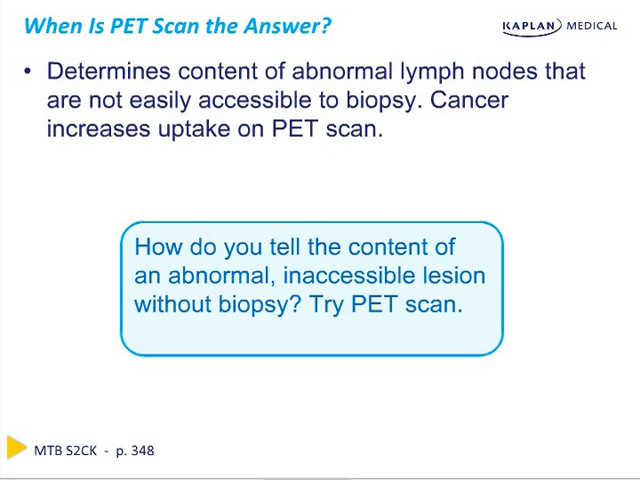 When Is PET Scan the Answer?
KAPLAN MEDICAL
• Determines content of abnormal lymph nodes that
are not easily accessible to biopsy. Cancer
increases uptake on PET scan.
How do you tell the content of
an abnormal, inaccessible lesion
without biopsy? Try PET scan.
MTB S2CK - p. 348